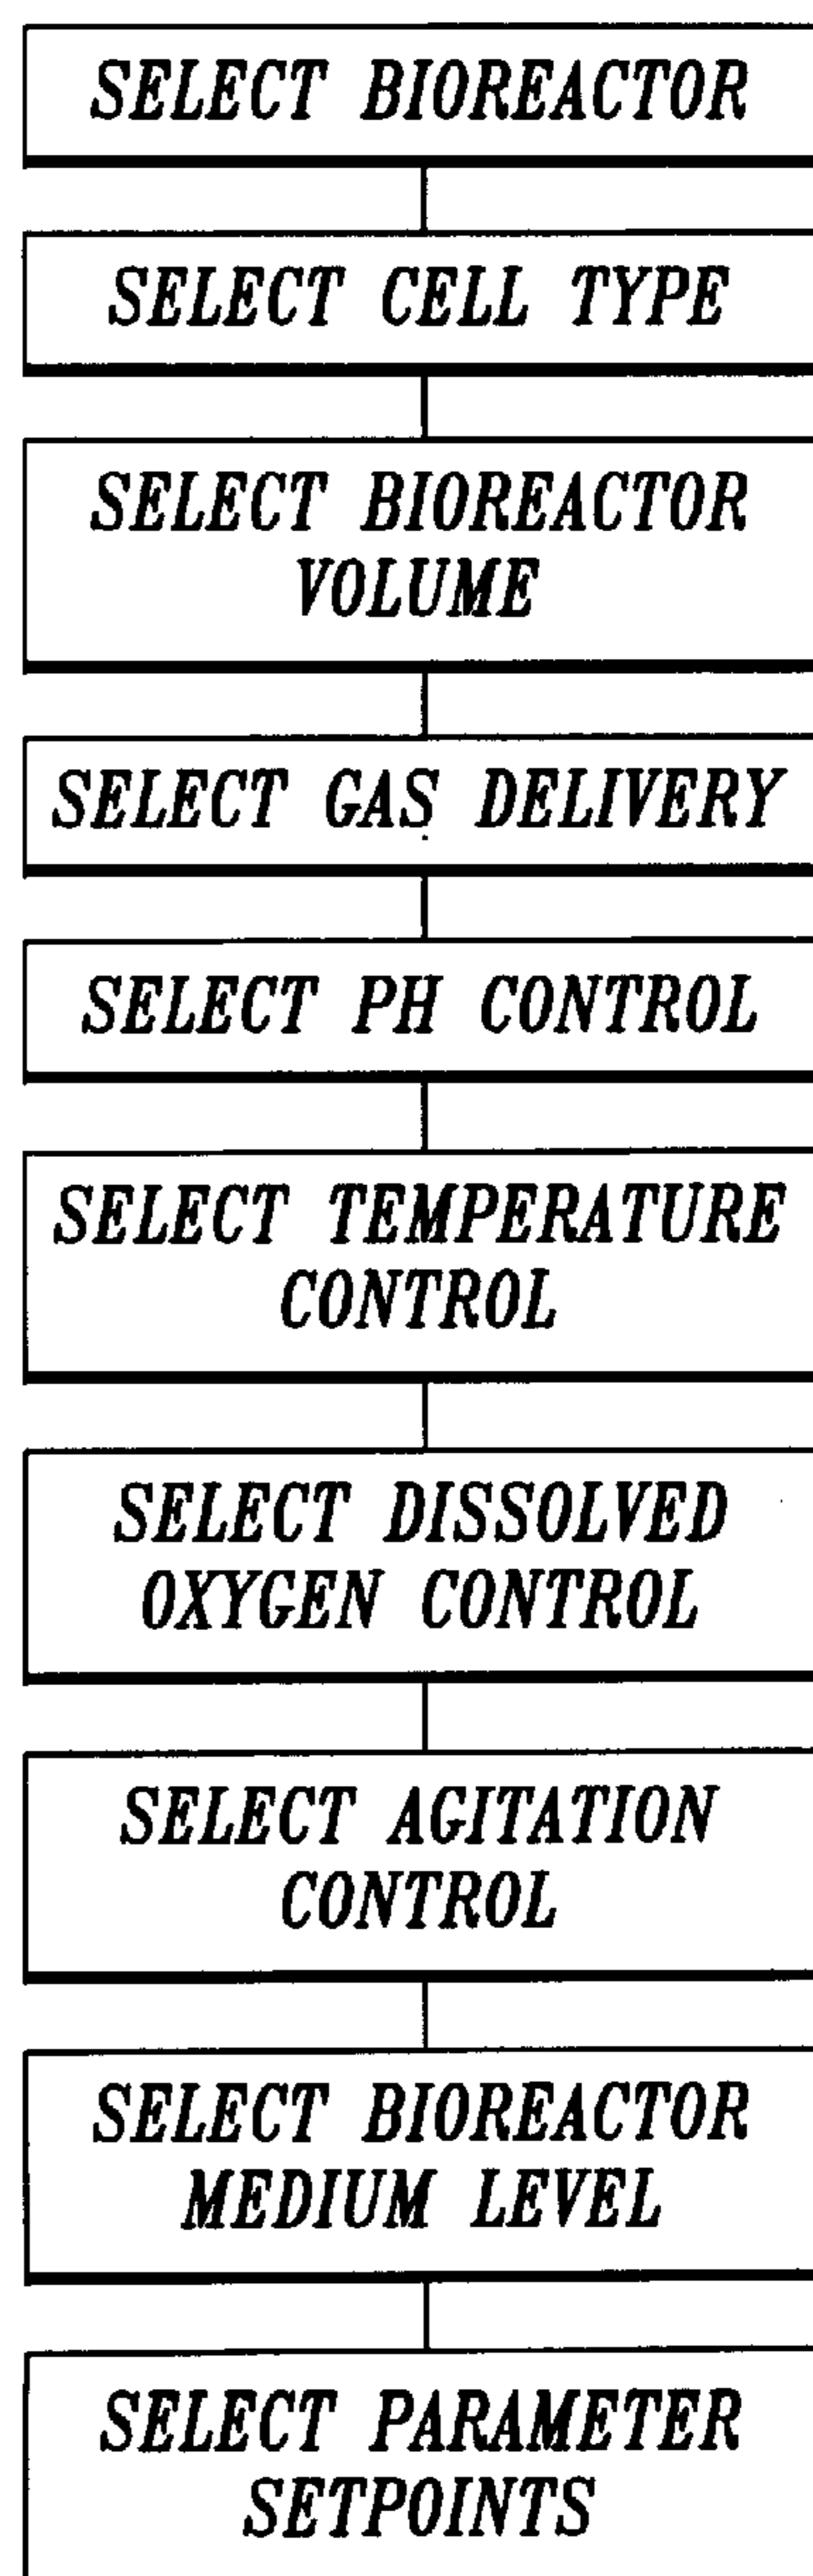 SELECT BIOREACTOR
SELECT CELL TYPE
SELECT BIOREACTOR
VOLUME
SELECT GAS DELIVERY
SELECT PH CONTROL
SELECT TEMPERATURE
CONTROL
SELECT DISSOLVED
OXYGEN CONTROL
SELECT AGITATION
CONTROL
SELECT BIOREACTOR
MEDIUM LEVEL
SELECT PARAMETER
SETPOINTS